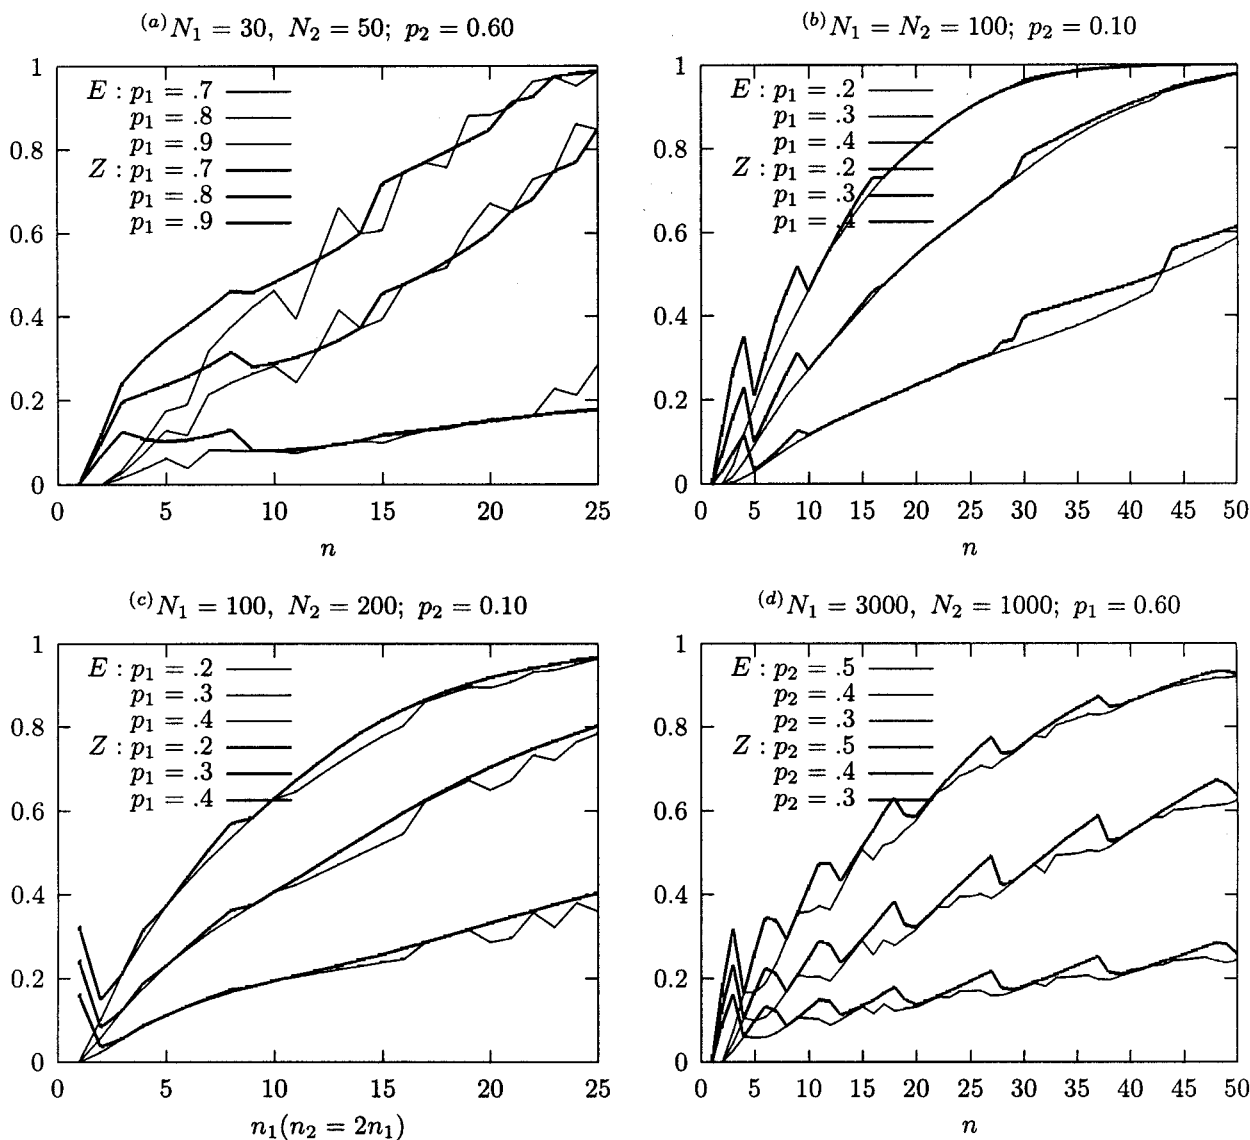 (a) N₁ = 30, N₂ = 50; p₂ = 0.60
1
0.8
0.6
0.4
0.2
0
E : p₁ = .7
p₁ = .8
p₁ = .9
Z : p₁ = .7
p₁ = .8
p₁ = .9
0 5 10 15 20 25
n
(b) N₁ = N₂ = 100; p₂ = 0.10
1
0.8
0.6
0.4
0.2
0
E : p₁ = .2
p₁ = .3
p₁ = .4
Z : p₁ = .2
p₁ = .3
p₁ = .4
0 5 10 15 20 25 30 35 40 45 50
n
(c) N₁ = 100, N₂ = 200; p₂ = 0.10
1
0.8
0.6
0.4
0.2
0
E : p₁ = .2
p₁ = .3
p₁ = .4
Z : p₁ = .2
p₁ = .3
p₁ = .4
0 5 10 15 20 25
n₁(n₂ = 2n₁)
(d) N₁ = 3000, N₂ = 1000; p₁ = 0.60
1
0.8
0.6
0.4
0.2
0
E : p₂ = .5
p₂ = .4
p₂ = .3
Z : p₂ = .5
p₂ = .4
p₂ = .3
0 5 10 15 20 25 30 35 40 45 50
n